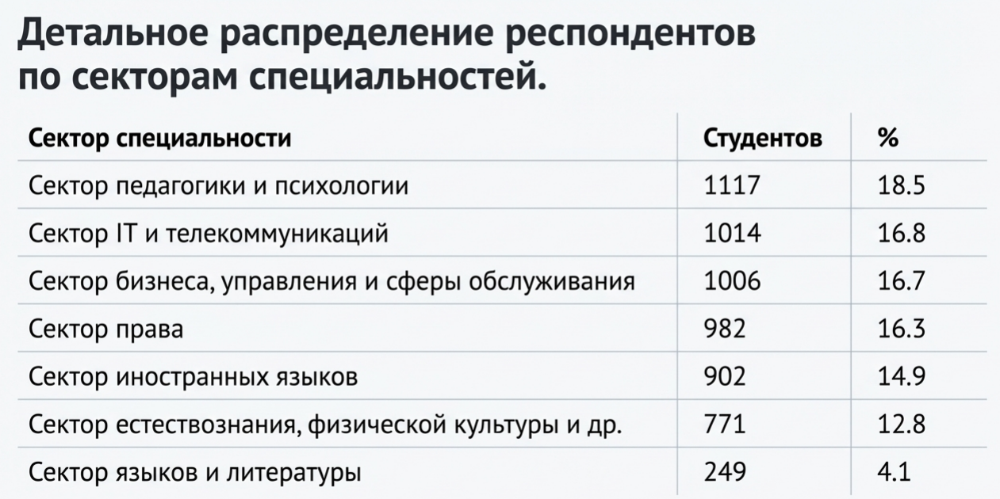 Детальное распределение респондентов
по секторам специальностей.
Сектор специальности Студентов %
Сектор педагогики и психологии 1117 18.5
Сектор IT и телекоммуникаций 1014 16.8
Сектор бизнеса, управления и сферы обслуживания 1006 16.7
Сектор права 982 16.3
Сектор иностранных языков 902 14.9
Сектор естествознания, физической культуры и др. 771 12.8
Сектор языков и литературы 249 4.1